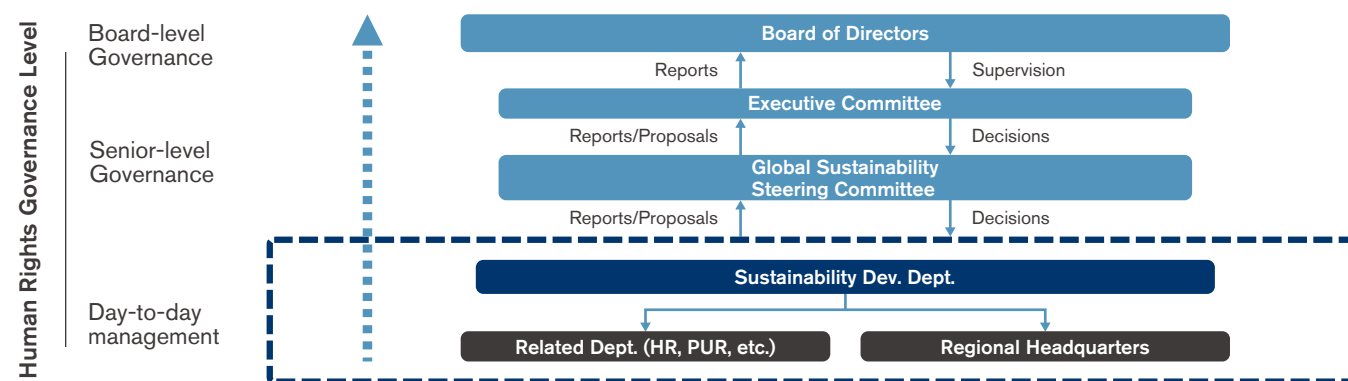 Human Rights Governance Level
Board-level
Governance
Board of Directors
Reports
Supervision
Executive Committee
Reports/Proposals
Decisions
Senior-level
Governance
Global Sustainability
Steering Committee
Reports/Proposals
Decisions
Sustainability Dev. Dept.
Day-to-day
management
Related Dept. (HR, PUR, etc.)
Regional Headquarters